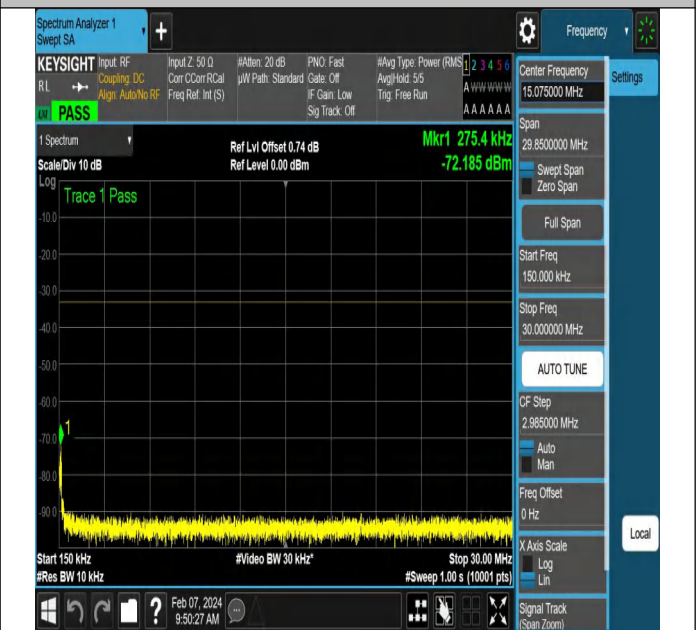 Spectrum Analyzer 1
Swept SA
+
Frequency
KEYSIGHT
RL
PASS
Input: RF
Coupling: DC
Align: Auto/No RF
Input Z: 50 Ω
Corr CCorr RCal
Freq Ref: Int (S)
#Atten: 20 dB
µW Path: Standard
PNO: Fast
Gate: Off
IF Gain: Low
Sig Track: Off
#Avg Type: Power (RMS
Avg|Hold: 5/5
Trig: Free Run
1 2 3 4 5 6
A W W W W W
A A A A A A
1 Spectrum
Scale/Div 10 dB
Ref Lvl Offset 0.74 dB
Ref Level 0.00 dBm
Mkr1 275.4 kHz
-72.185 dBm
Log
Trace 1 Pass
-10.0
-20.0
-30.0
-40.0
-50.0
-60.0
-70.0
-80.0
-90.0
1
Start 150 kHz
#Res BW 10 kHz
#Video BW 30 kHz*
Stop 30.00 MHz
#Sweep 1.00 s (10001 pts)
Feb 07, 2024
9:50:27 AM
Center Frequency
15.075000 MHz
Settings
Span
29.8500000 MHz
Swept Span
Zero Span
Full Span
Start Freq
150.000 kHz
Stop Freq
30.000000 MHz
AUTO TUNE
CF Step
2.985000 MHz
Auto
Man
Freq Offset
0 Hz
Local
X Axis Scale
Log
Lin
Signal Track
(Span Zoom)